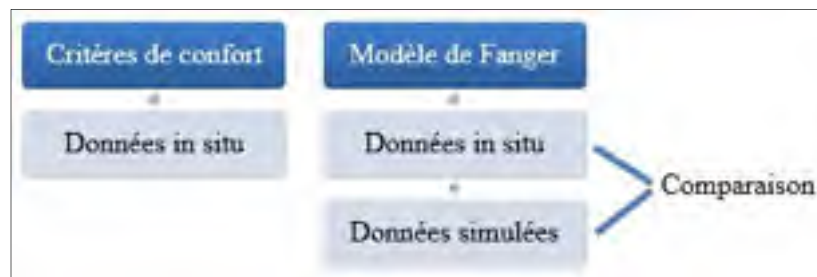 Critères de confort
Données in situ
Modèle de Fanger
Données in situ
Données simulées
Comparaison